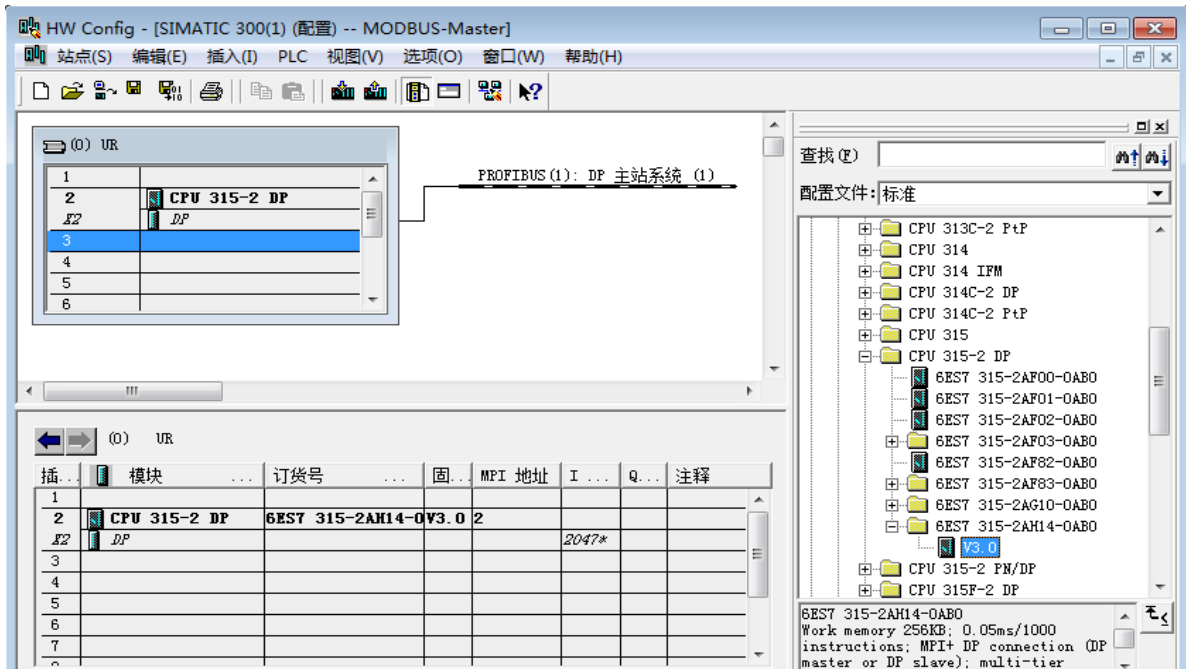 HW Config - [SIMATIC 300(1) (配置) -- MODBUS-Master]
站点(S) 编辑(E) 插入(I) PLC 视图(V) 选项(O) 窗口(W) 帮助(H)
(0) UR
1
2 CPU 315-2 DP
X2 DP
3
4
5
6
PROFIBUS(1): DP 主站系统 (1)
(0) UR
插... 模块 ... 订货号 ... 固... MPI 地址 I ... Q... 注释
1
2 CPU 315-2 DP 6ES7 315-2AH14-0 V3.0 2
X2 DP 2047*
3
4
5
6
7
查找(F)
配置文件: 标准
CPU 313C-2 PtP
CPU 314
CPU 314 IFM
CPU 314C-2 DP
CPU 314C-2 PtP
CPU 315
CPU 315-2 DP
6ES7 315-2AF00-0AB0
6ES7 315-2AF01-0AB0
6ES7 315-2AF02-0AB0
6ES7 315-2AF03-0AB0
6ES7 315-2AF82-0AB0
6ES7 315-2AF83-0AB0
6ES7 315-2AG10-0AB0
6ES7 315-2AH14-0AB0
V3.0
CPU 315-2 PN/DP
CPU 315F-2 DP
6ES7 315-2AH14-0AB0
Work memory 256KB; 0.05ms/1000
instructions; MPI+ DP connection (DP
master or DP slave); multi-tier